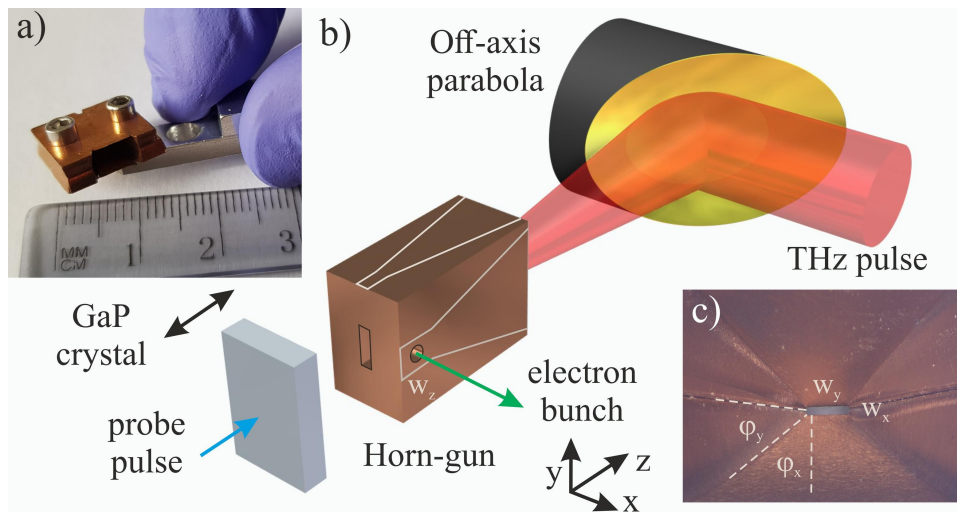 a)
MM
CM
1
2
3
b)
Off-axis
parabola
THz pulse
GaP
crystal
probe
pulse
w_z
electron
bunch
Horn-gun
y
z
x
c)
w_y
w_x
φ_y
φ_x